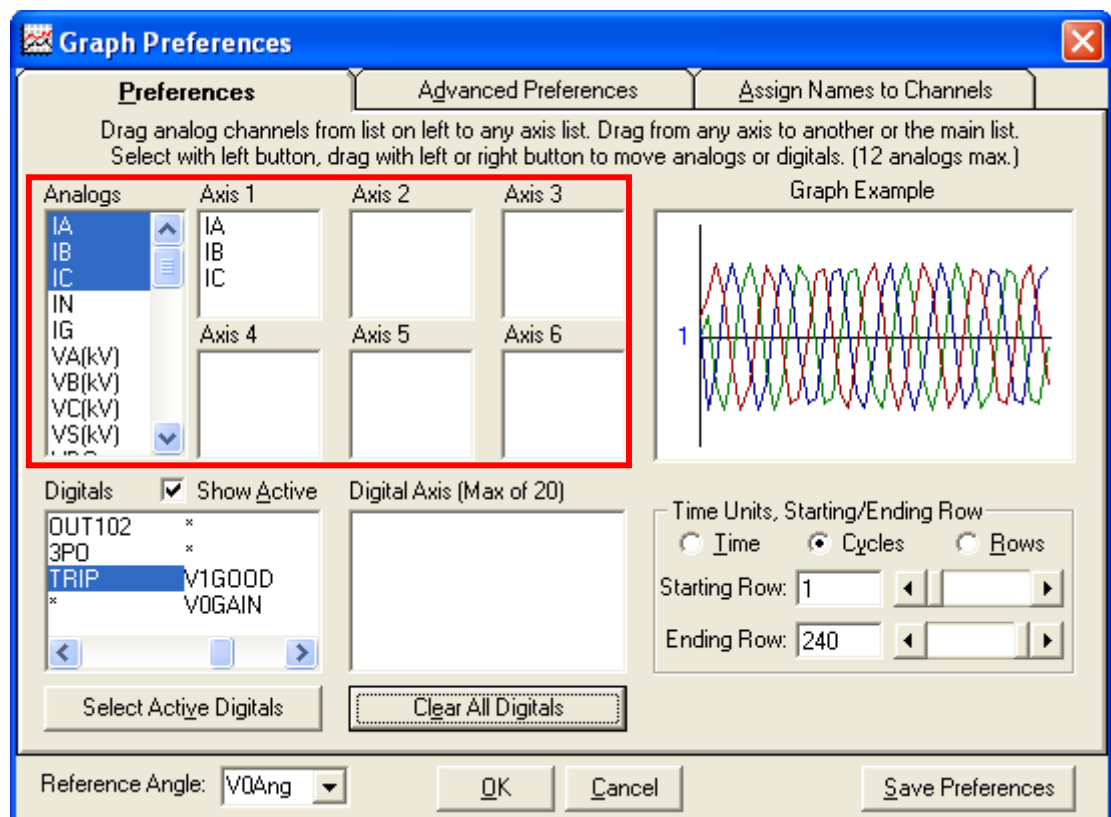 Graph Preferences
Preferences
Advanced Preferences
Assign Names to Channels
Drag analog channels from list on left to any axis list. Drag from any axis to another or the main list.
Select with left button, drag with left or right button to move analogs or digitals. (12 analogs max.)
Analogs
IA
IB
IC
IN
IG
VA(kV)
VB(kV)
VC(kV)
VS(kV)
Axis 1
IA
IB
IC
Axis 2
Axis 3
Axis 4
Axis 5
Axis 6
Graph Example
1
Digitals
Show Active
OUT102 *
3PO *
TRIP V1GOOD
* V0GAIN
Digital Axis (Max of 20)
Time Units, Starting/Ending Row
Time
Cycles
Rows
Starting Row: 1
Ending Row: 240
Select Active Digitals
Clear All Digitals
Reference Angle: V0Ang
OK
Cancel
Save Preferences